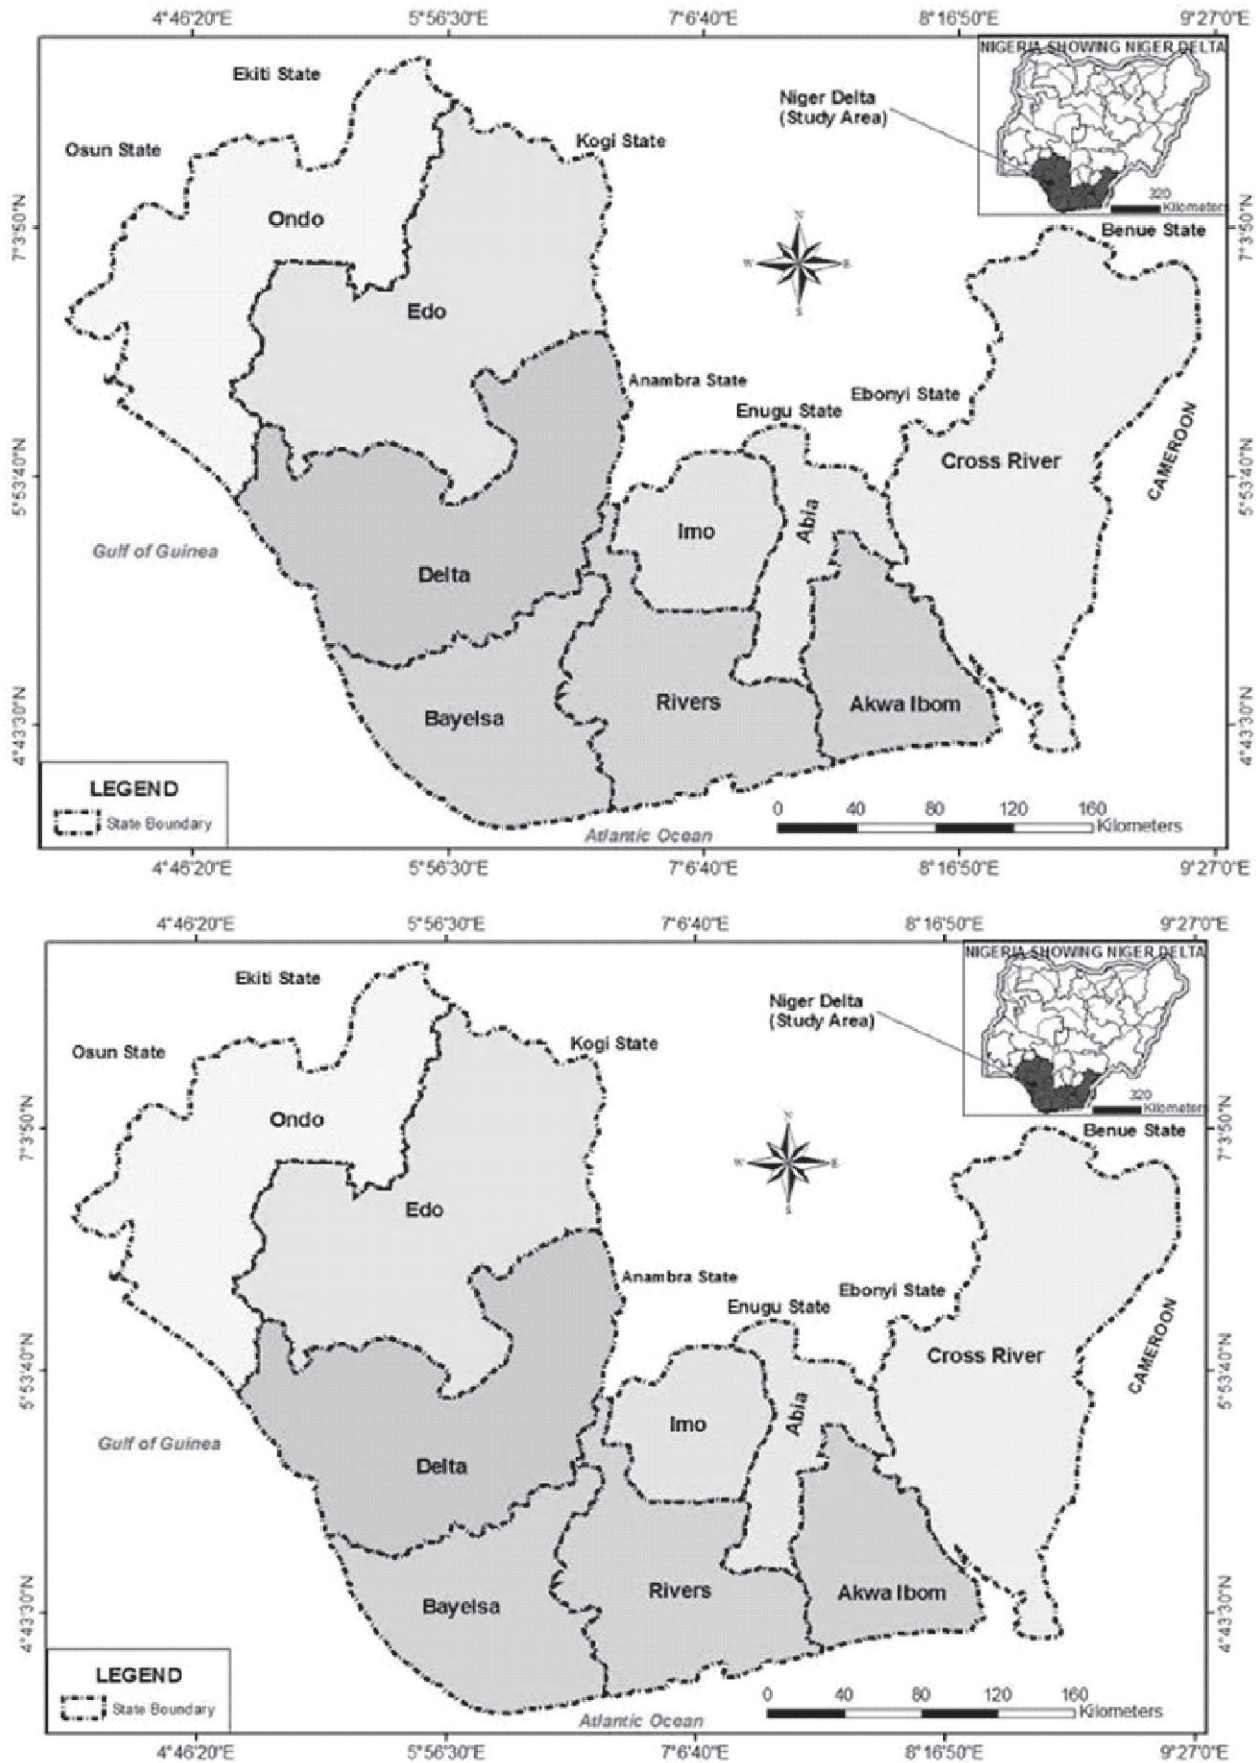 4°46'20"E 5°56'30"E 7°6'40"E 8°16'50"E 9°27'0"E
NIGERIA SHOWING NIGER DELTA
Ekiti State
Niger Delta
(Study Area)
Osun State
Kogi State
320
Kilometers
7°3'50"N
Ondo
N
Benue State
7°3'50"N
W E
S
Edo
Anambra State
Ebonyi State
Enugu State
CAMEROON
Cross River
5°53'40"N
5°53'40"N
Imo
Abia
Gulf of Guinea
Delta
Rivers
Akwa Ibom
Bayelsa
4°43'30"N
4°43'30"N
LEGEND
State Boundary
0 40 80 120 160
Kilometers
Atlantic Ocean
4°46'20"E 5°56'30"E 7°6'40"E 8°16'50"E 9°27'0"E
4°46'20"E 5°56'30"E 7°6'40"E 8°16'50"E 9°27'0"E
NIGERIA SHOWING NIGER DELTA
Ekiti State
Niger Delta
(Study Area)
Osun State
Kogi State
320
Kilometers
7°3'50"N
Ondo
N
Benue State
7°3'50"N
W E
S
Edo
Anambra State
Ebonyi State
Enugu State
CAMEROON
Cross River
5°53'40"N
5°53'40"N
Imo
Abia
Gulf of Guinea
Delta
Rivers
Akwa Ibom
Bayelsa
4°43'30"N
4°43'30"N
LEGEND
State Boundary
0 40 80 120 160
Kilometers
Atlantic Ocean
4°46'20"E 5°56'30"E 7°6'40"E 8°16'50"E 9°27'0"E